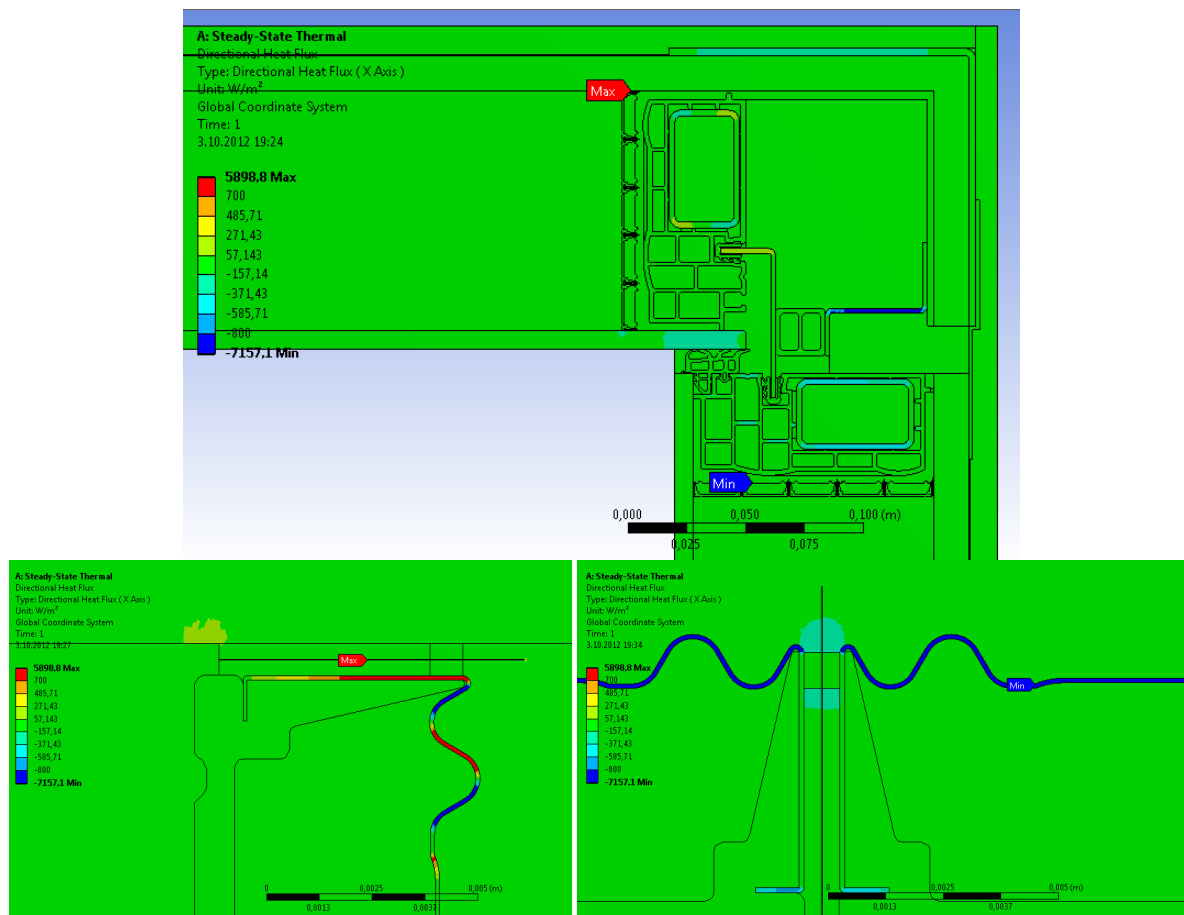 A: Steady-State Thermal
Directional Heat Flux
Type: Directional Heat Flux ( X Axis )
Unit: W/m²
Global Coordinate System
Time: 1
3.10.2012 19:24
5898,8 Max
700
485,71
271,43
57,143
-157,14
-371,43
-585,71
-800
-7157,1 Min
Max
Min
0,000
0,050
0,100 (m)
0,025
0,075
A: Steady-State Thermal
Directional Heat Flux
Type: Directional Heat Flux ( X Axis )
Unit: W/m²
Global Coordinate System
Time: 1
3.10.2012 19:27
5898,8 Max
700
485,71
271,43
57,143
-157,14
-371,43
-585,71
-800
-7157,1 Min
Max
0
0,0025
0,005 (m)
0,0013
0,0037
A: Steady-State Thermal
Directional Heat Flux
Type: Directional Heat Flux ( X Axis )
Unit: W/m²
Global Coordinate System
Time: 1
3.10.2012 19:34
5898,8 Max
700
485,71
271,43
57,143
-157,14
-371,43
-585,71
-800
-7157,1 Min
Min
0
0,0025
0,005 (m)
0,0013
0,0037